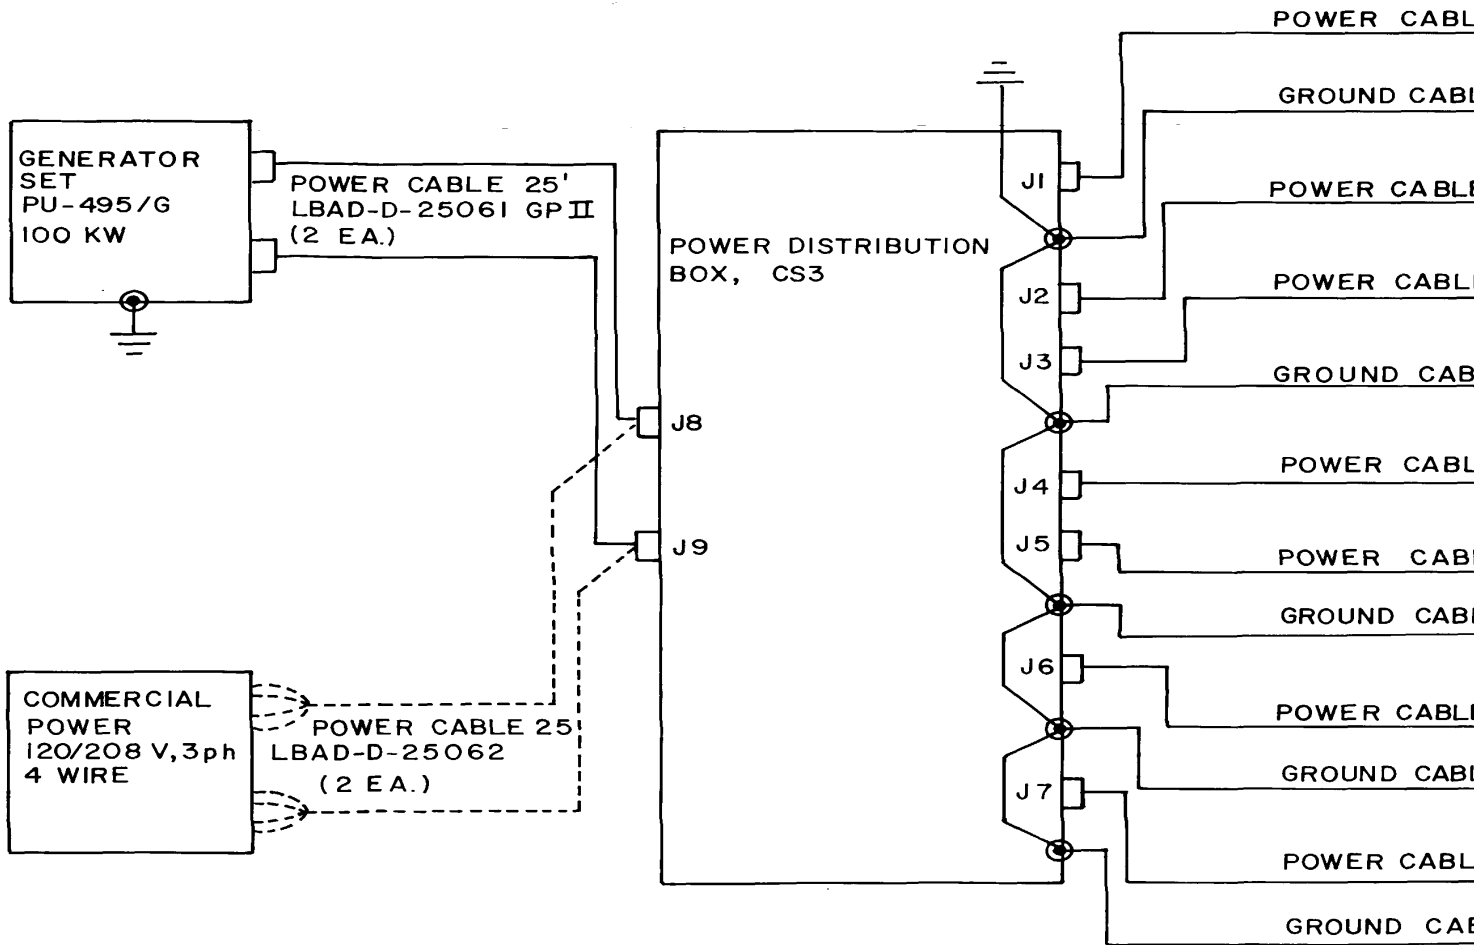 GENERATOR
SET
PU-495/G
100 KW
POWER CABLE 25'
LBAD-D-25061 GP II
(2 EA.)
COMMERCIAL
POWER
120/208 V, 3ph
4 WIRE
POWER CABLE 25
LBAD-D-25062
(2 EA.)
POWER DISTRIBUTION
BOX, CS3
J8
J9
J1
J2
J3
J4
J5
J6
J7
POWER CABL
GROUND CABL
POWER CABLE
POWER CABLE
GROUND CAB
POWER CABL
POWER CABL
GROUND CABL
POWER CABLE
GROUND CABL
POWER CABL
GROUND CAB